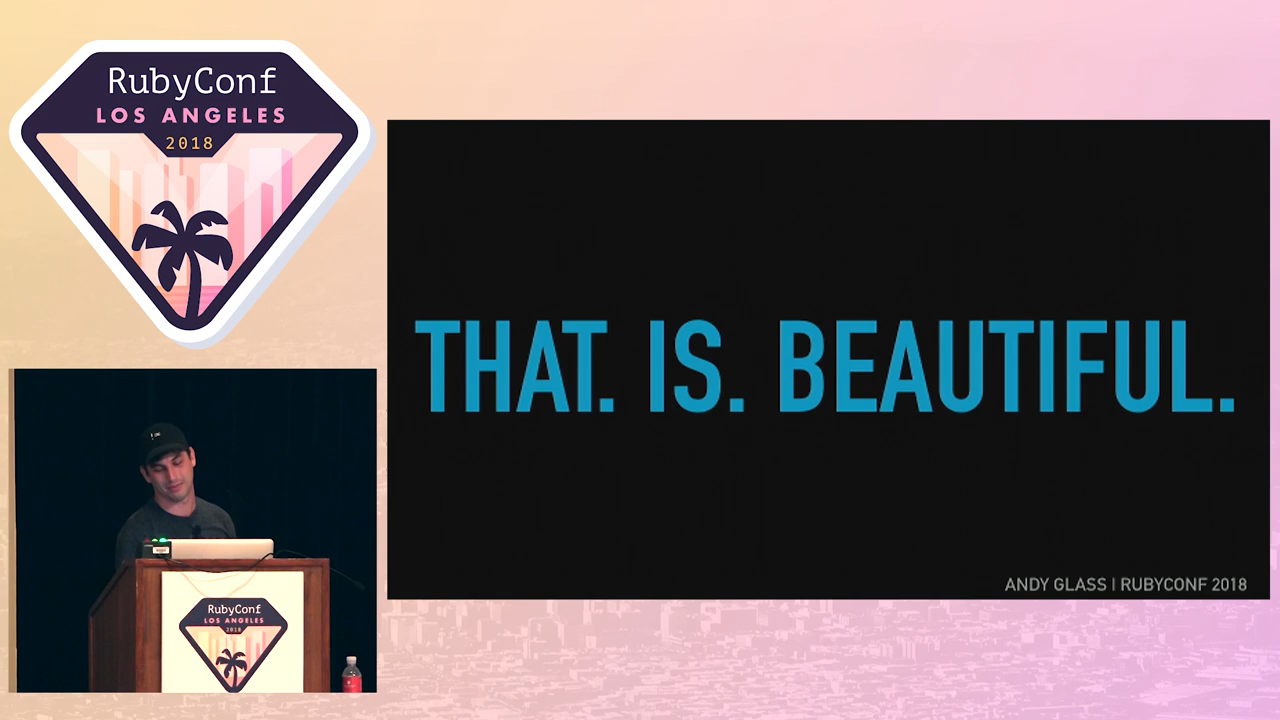 RubyConf
LOS ANGELES
2018
THAT. IS. BEAUTIFUL.
ANDY GLASS | RUBYCONF 2018
RubyConf
LOS ANGELES
2018